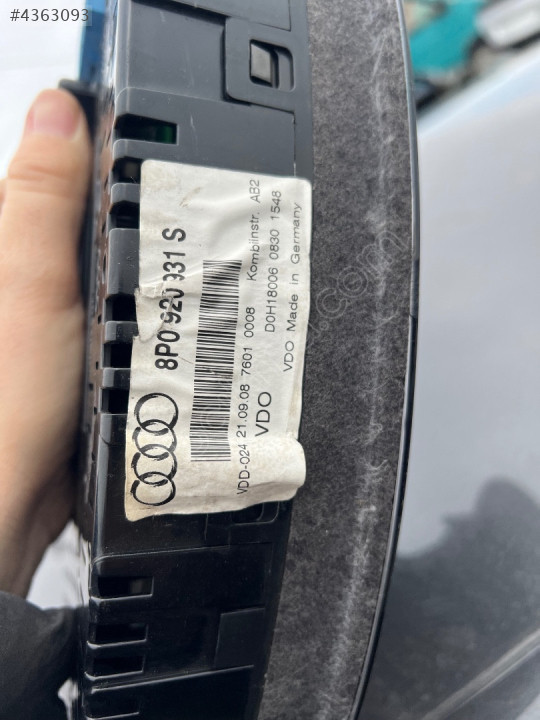 #4363093
8P0 920 931 S
VDD-024 21.09.08 7601 0008 Kombiinstr. AB2
VDO D0H18006 0830 1548
VDO Made In Germany